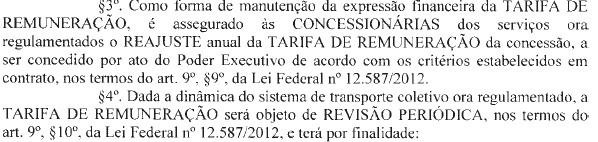 §3º. Como forma de manutenção da expressão financeira da TARIFA DE
REMUNERAÇÃO, é assegurado às CONCESSIONÁRIAS dos serviços ora
regulamentados o REAJUSTE anual da TARIFA DE REMUNERAÇÃO da concessão, a
ser concedido por ato do Poder Executivo de acordo com os critérios estabelecidos em
contrato, nos termos do art. 9º, §9º, da Lei Federal nº 12.587/2012.
§4º. Dada a dinâmica do sistema de transporte coletivo ora regulamentado, a
TARIFA DE REMUNERAÇÃO será objeto de REVISÃO PERIÓDICA, nos termos do
art. 9º, §10º, da Lei Federal nº 12.587/2012, e terá por finalidade: